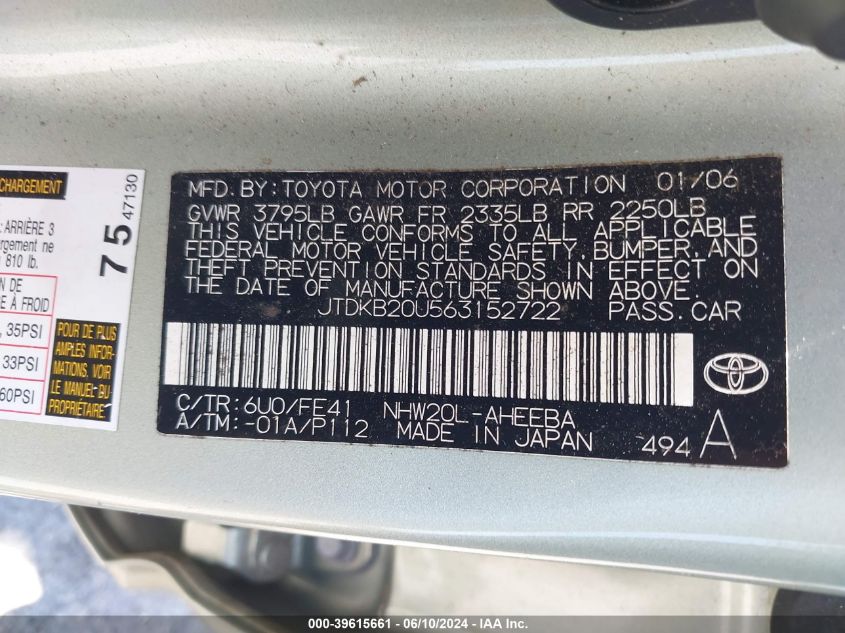 CHARGEMENT
ARRIÈRE 3
gement ne
810 lb.
ON DE
E À FROID
, 35PSI
33PSI
60PSI
POUR DE PLUS
AMPLES INFOR-
MATIONS, VOIR
LE MANUEL DU
PROPRIÉTAIRE.
75 47130
MFD. BY: TOYOTA MOTOR CORPORATION 01/06
GVWR 3795LB GAWR FR 2335LB RR 2250LB
THIS VEHICLE CONFORMS TO ALL APPLICABLE
FEDERAL MOTOR VEHICLE SAFETY, BUMPER, AND
THEFT PREVENTION STANDARDS IN EFFECT ON
THE DATE OF MANUFACTURE SHOWN ABOVE.
JTDKB20U563152722 PASS. CAR
C/TR: 6U0/FE41 NHW20L-AHEEBA
A/TM: -01A/P112 MADE IN JAPAN 494 A
000-39615661 - 06/10/2024 - IAA Inc.